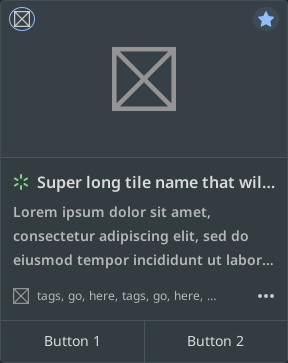 Super long tile name that wil...
Lorem ipsum dolor sit amet,
consectetur adipiscing elit, sed do
eiusmod tempor incididunt ut labor...
tags, go, here, tags, go, here, ...
Button 1
Button 2